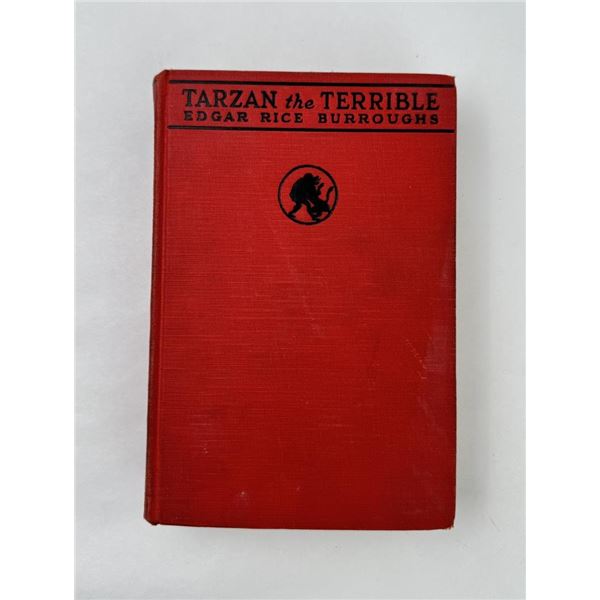 TARZAN the TERRIBLE
EDGAR RICE BURROUGHS